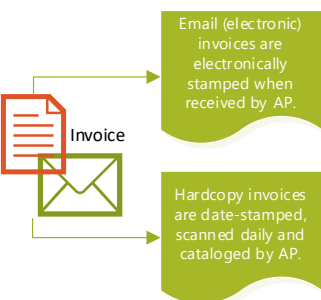 Email (electronic)
invoices are
electronically
stamped when
received by AP.
Invoice
Hardcopy invoices
are date-stamped,
scanned daily and
cataloged by AP.